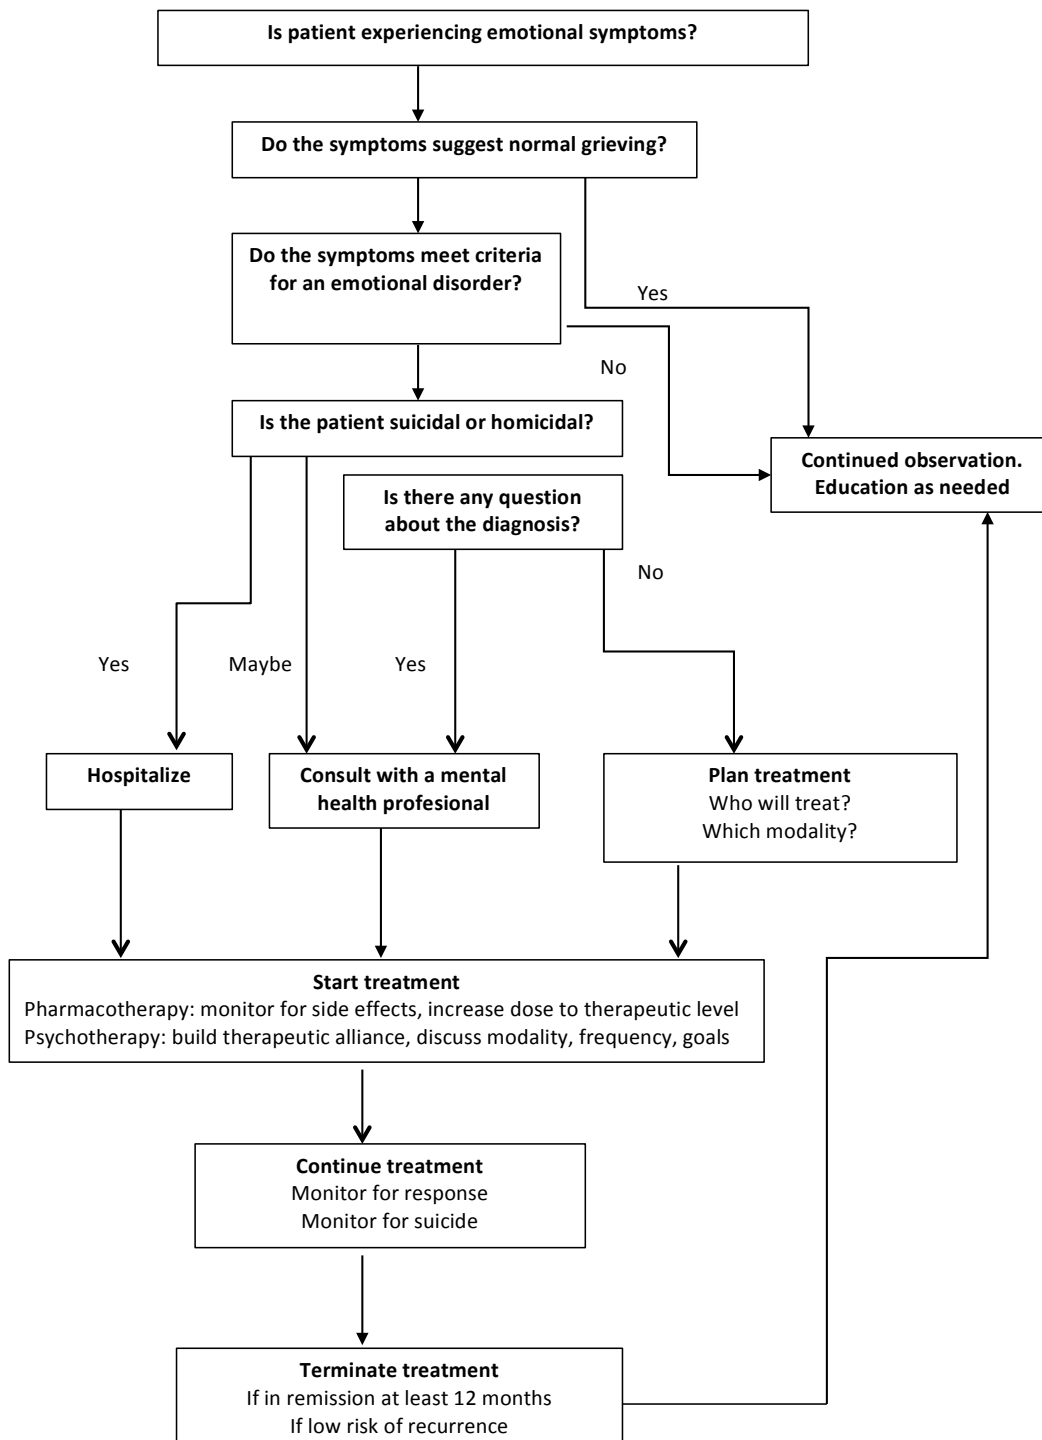 Is patient experiencing emotional symptoms?
Do the symptoms suggest normal grieving?
Do the symptoms meet criteria
for an emotional disorder?
Yes
No
Is the patient suicidal or homicidal?
Continued observation.
Education as needed
Is there any question
about the diagnosis?
No
Yes
Maybe
Yes
Hospitalize
Consult with a mental
health profesional
Plan treatment
Who will treat?
Which modality?
Start treatment
Pharmacotherapy: monitor for side effects, increase dose to therapeutic level
Psychotherapy: build therapeutic alliance, discuss modality, frequency, goals
Continue treatment
Monitor for response
Monitor for suicide
Terminate treatment
If in remission at least 12 months
If low risk of recurrence